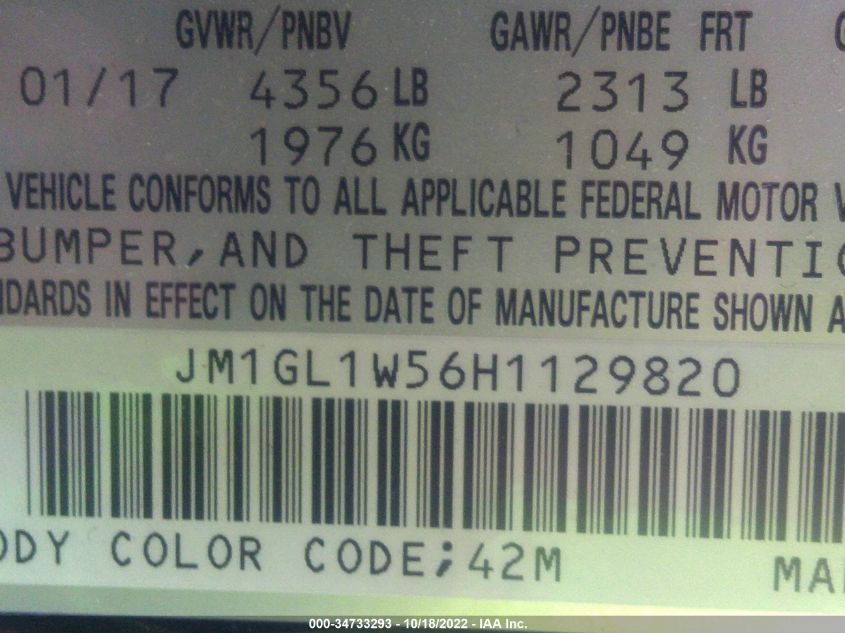 GVWR/PNBV GAWR/PNBE FRT
01/17 4356 LB 2313 LB
1976 KG 1049 KG
VEHICLE CONFORMS TO ALL APPLICABLE FEDERAL MOTOR V
BUMPER, AND THEFT PREVENTIO
NDARDS IN EFFECT ON THE DATE OF MANUFACTURE SHOWN A
JM1GL1W56H1129820
ODY COLOR CODE;42M MA
000-34733293 - 10/18/2022 - IAA Inc.